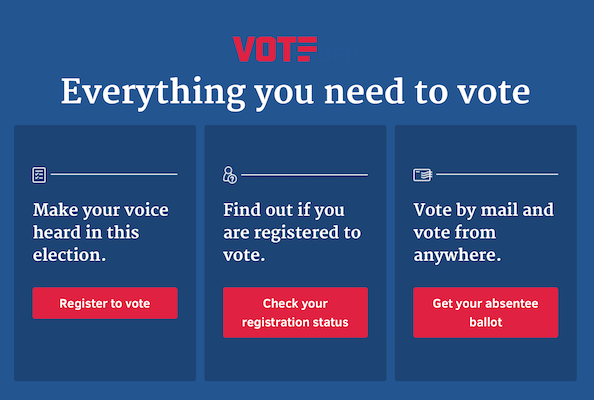 VOTE
Everything you need to vote
Make your voice
heard in this
election.
Register to vote
Find out if you
are registered to
vote.
Check your
registration status
Vote by mail and
vote from
anywhere.
Get your absentee
ballot